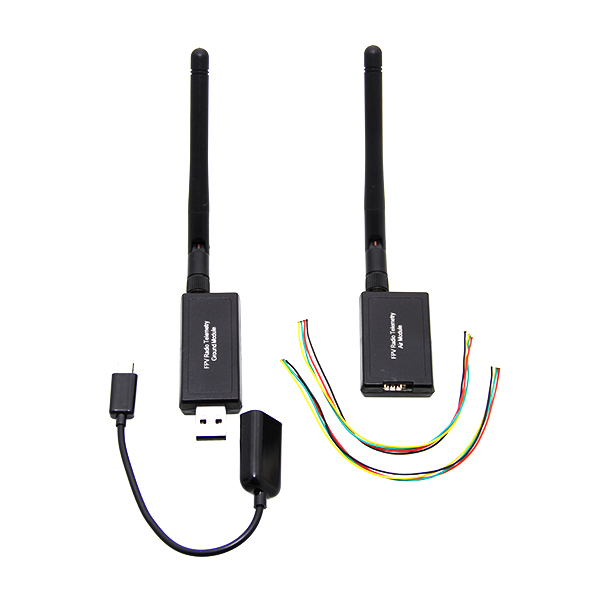 FPV Radio Telemetry
Ground Module
FPV Radio Telemetry
Air Module